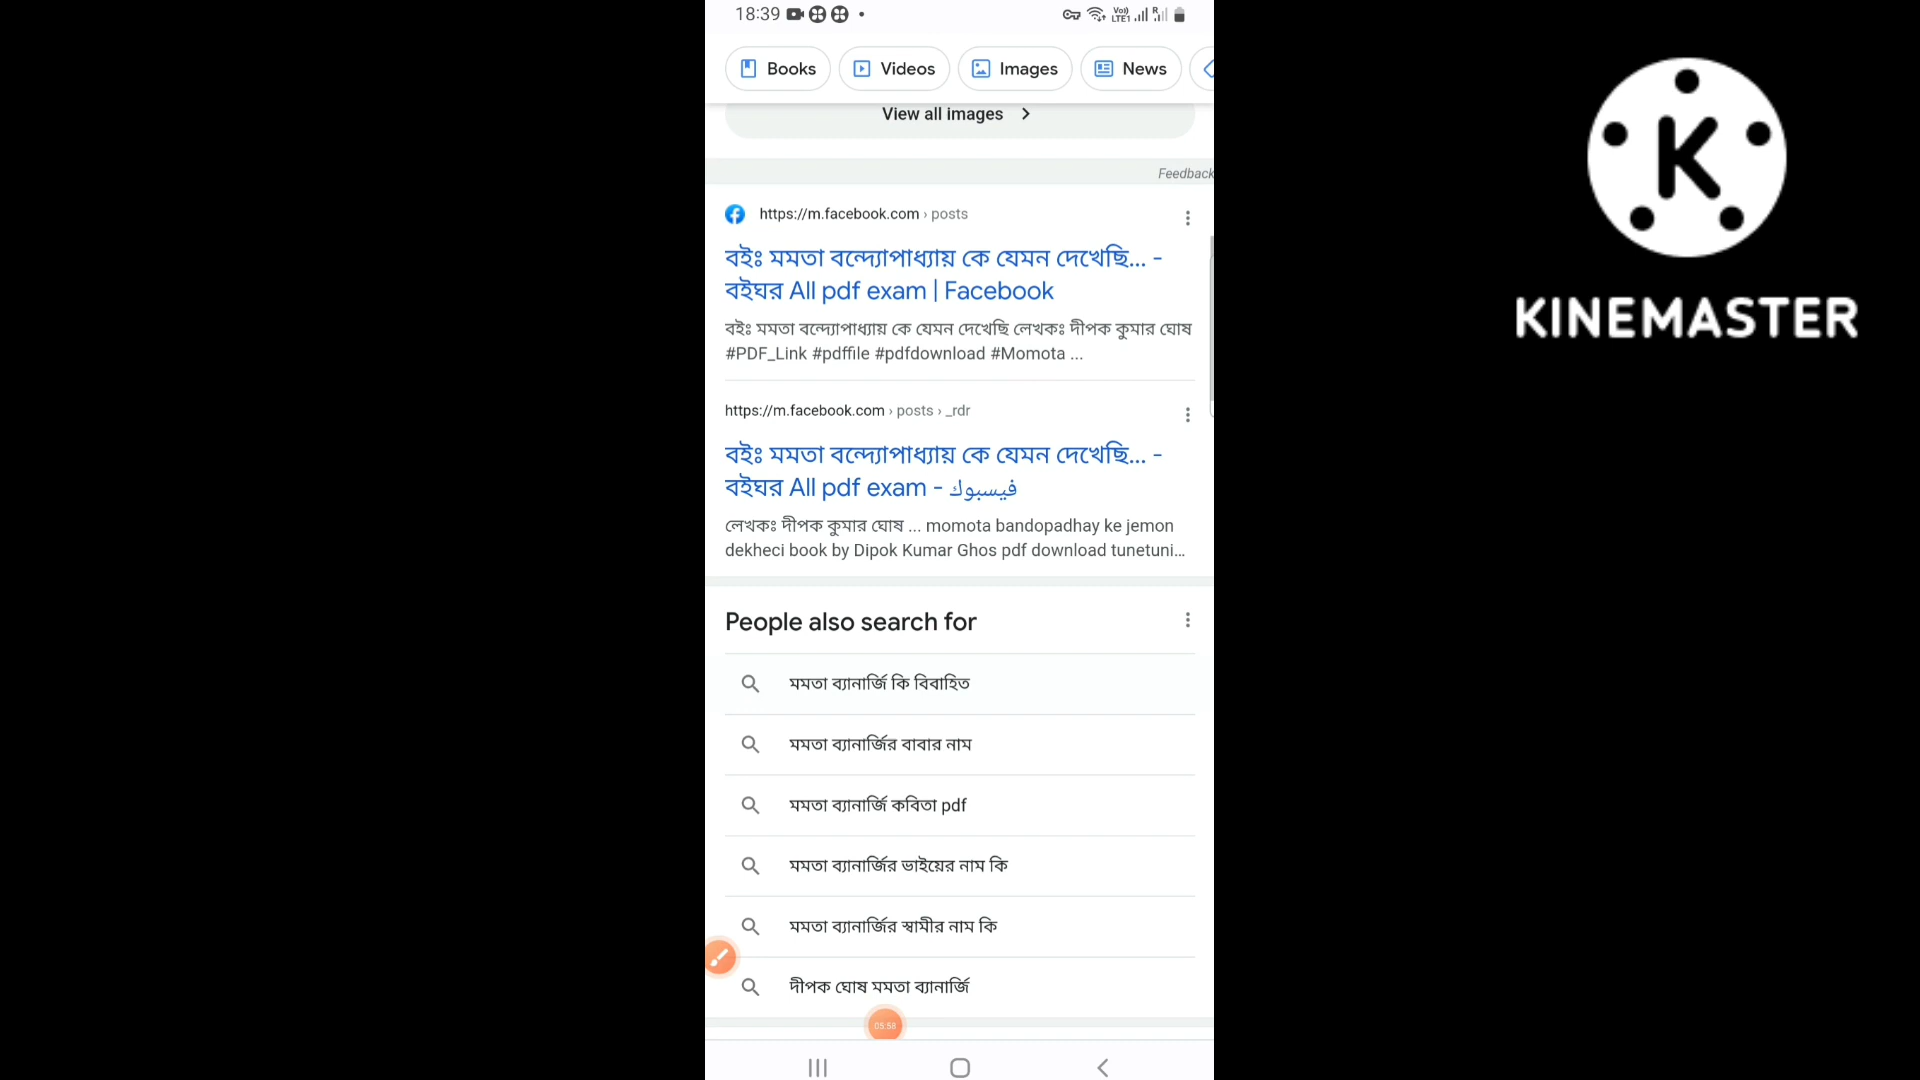 18:39
Vo)) LTE1 R
Books Videos Images News
View all images
Feedback
https://m.facebook.com › posts
বইঃ মমতা বন্দ্যোপাধ্যায় কে যেমন দেখেছি... -
বইঘর All pdf exam | Facebook
বইঃ মমতা বন্দ্যোপাধ্যায় কে যেমন দেখেছি লেখকঃ দীপক কুমার ঘোষ
#PDF_Link #pdffile #pdfdownload #Momota ...
https://m.facebook.com › posts › _rdr
বইঃ মমতা বন্দ্যোপাধ্যায় কে যেমন দেখেছি... -
বইঘর All pdf exam - فيسبوك
লেখকঃ দীপক কুমার ঘোষ ... momota bandopadhay ke jemon
dekheci book by Dipok Kumar Ghos pdf download tunetuni...
People also search for
মমতা ব্যানার্জি কি বিবাহিত
মমতা ব্যানার্জির বাবার নাম
মমতা ব্যানার্জি কবিতা pdf
মমতা ব্যানার্জির ভাইয়ের নাম কি
মমতা ব্যানার্জির স্বামীর নাম কি
দীপক ঘোষ মমতা ব্যানার্জি
05:58
K
KINEMASTER